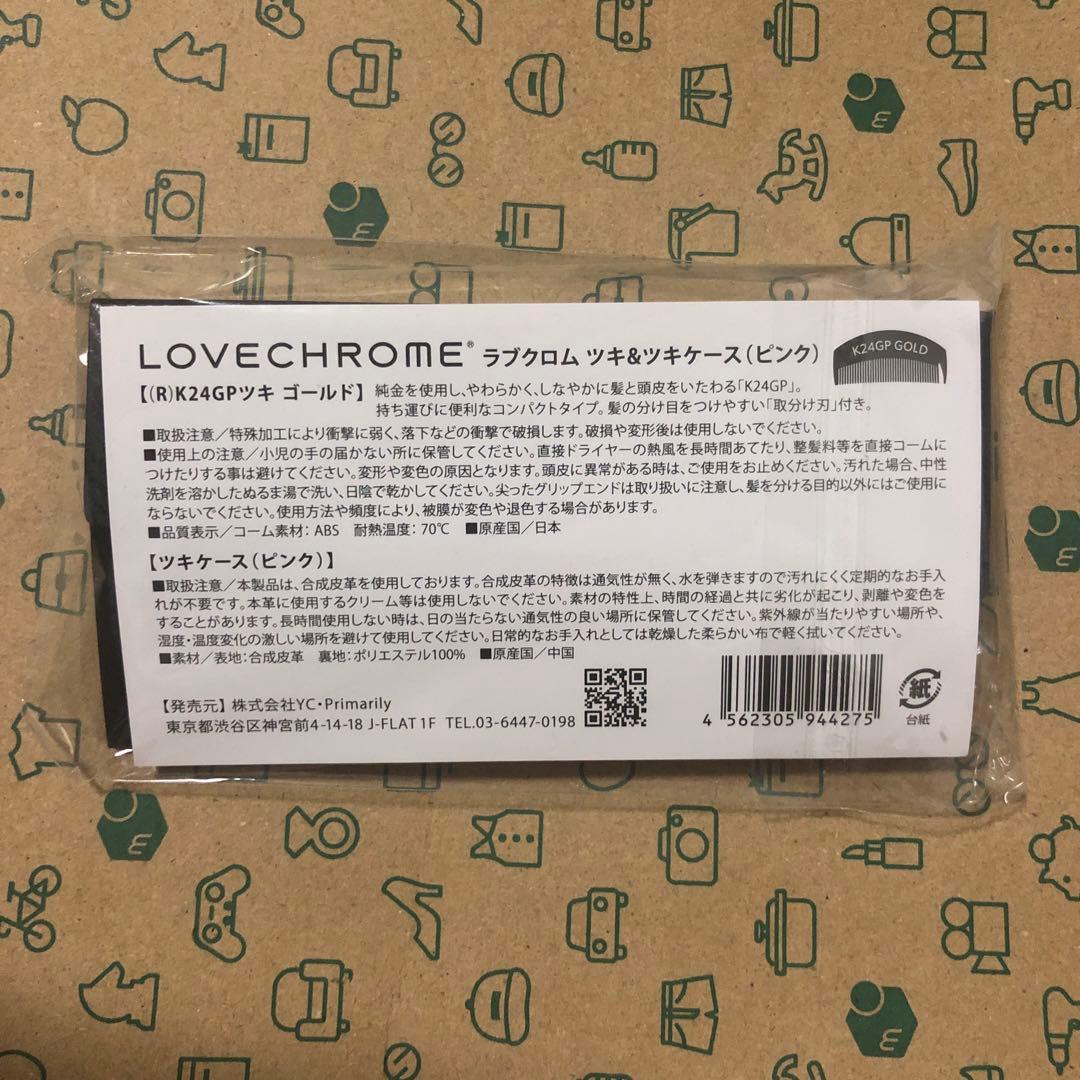 LOVECHROME® ラブクロム ツキ&ツキケース(ピンク)
K24GP GOLD
【(R)K24GPツキ ゴールド】 純金を使用し、やわらかく、しなやかに髪と頭皮をいたわる「K24GP」。
持ち運びに便利なコンパクトタイプ。髪の分け目をつけやすい「取分け刃」付き。
■取扱注意/特殊加工により衝撃に弱く、落下などの衝撃で破損します。破損や変形後は使用しないでください。
■使用上の注意/小児の手の届かない所に保管してください。直接ドライヤーの熱風を長時間あてたり、整髪料等を直接コームに
つけたりする事は避けてください。変形や変色の原因となります。頭皮に異常がある時は、ご使用をお止めください。汚れた場合、中性
洗剤を溶かしたぬるま湯で洗い、日陰で乾かしてください。尖ったグリップエンドは取り扱いに注意し、髪を分ける目的以外にはご使用に
ならないでください。使用方法や頻度により、被膜が変色や退色する場合があります。
■品質表示/コーム素材:ABS 耐熱温度:70℃ ■原産国/日本
【ツキケース(ピンク)】
■取扱注意/本製品は、合成皮革を使用しております。合成皮革の特徴は通気性が無く、水を弾きますので汚れにくく定期的なお手入
れが不要です。本革に使用するクリーム等は使用しないでください。素材の特性上、時間の経過と共に劣化が起こり、剥離や変色を
することがあります。長時間使用しない時は、日の当たらない通気性の良い場所に保管してください。紫外線が当たりやすい場所や、
湿度・温度変化の激しい場所を避けて使用してください。日常的なお手入れとしては乾燥した柔らかい布で軽く拭いてください。
■素材/表地:合成皮革 裏地:ポリエステル100% ■原産国/中国
【発売元】株式会社YC・Primarily
東京都渋谷区神宮前4-14-18 J-FLAT 1F TEL.03-6447-0198
4 562305 944275
紙
台紙